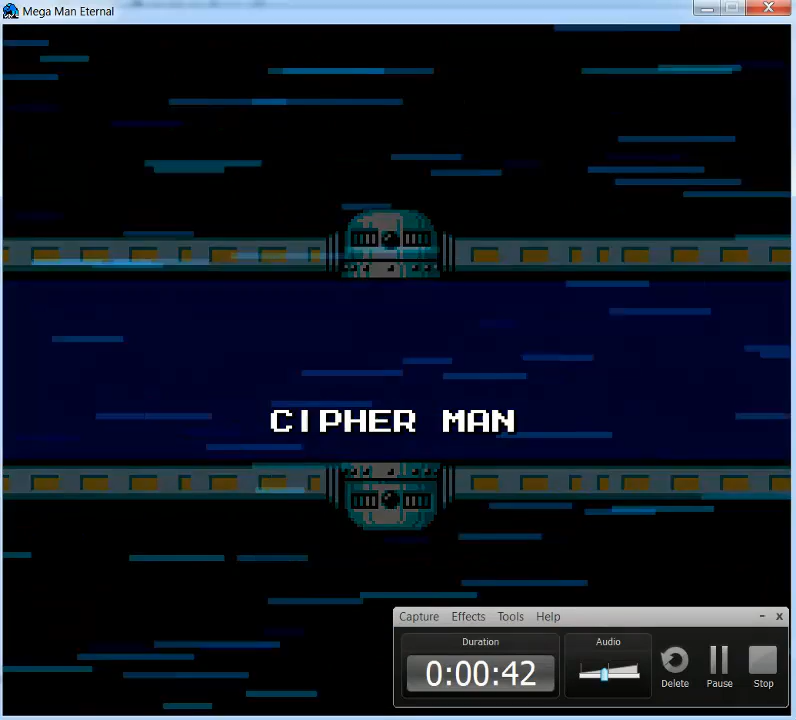 Mega Man Eternal
CIPHER MAN
Capture Effects Tools Help
Duration
Audio
0:00:42
Delete
Pause
Stop